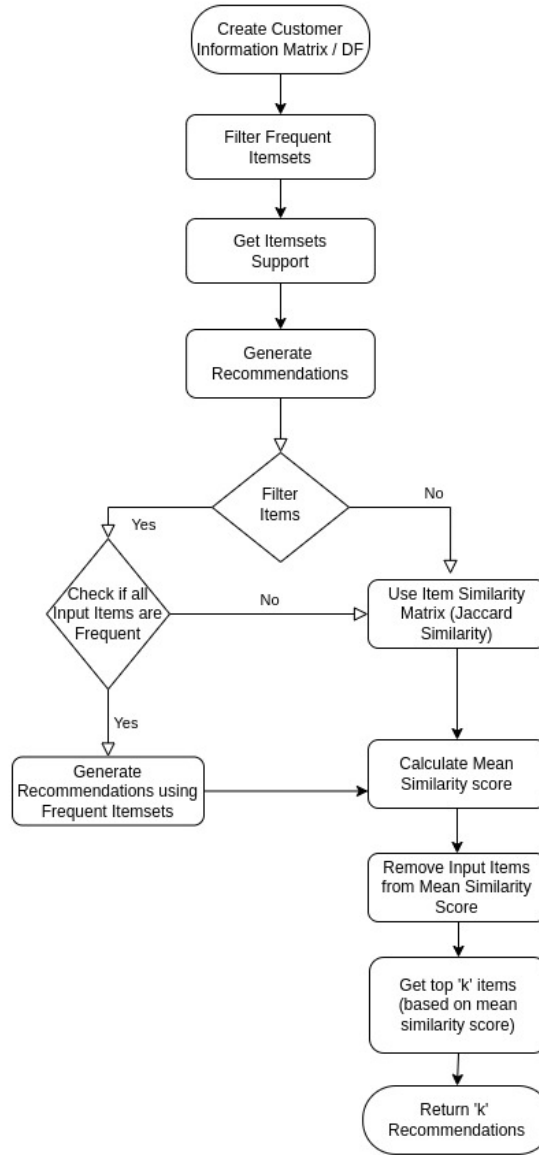 Create Customer
Information Matrix / DF
Filter Frequent
Itemsets
Get Itemsets
Support
Generate
Recommendations
Filter
Items
No
Yes
Check if all
Input Items are
Frequent
No
Use Item Similarity
Matrix (Jaccard
Similarity)
Yes
Generate
Recommendations using
Frequent Itemsets
Calculate Mean
Similarity score
Remove Input Items
from Mean Similarity
Score
Get top 'k' items
(based on mean
similarity score)
Return 'k'
Recommendations